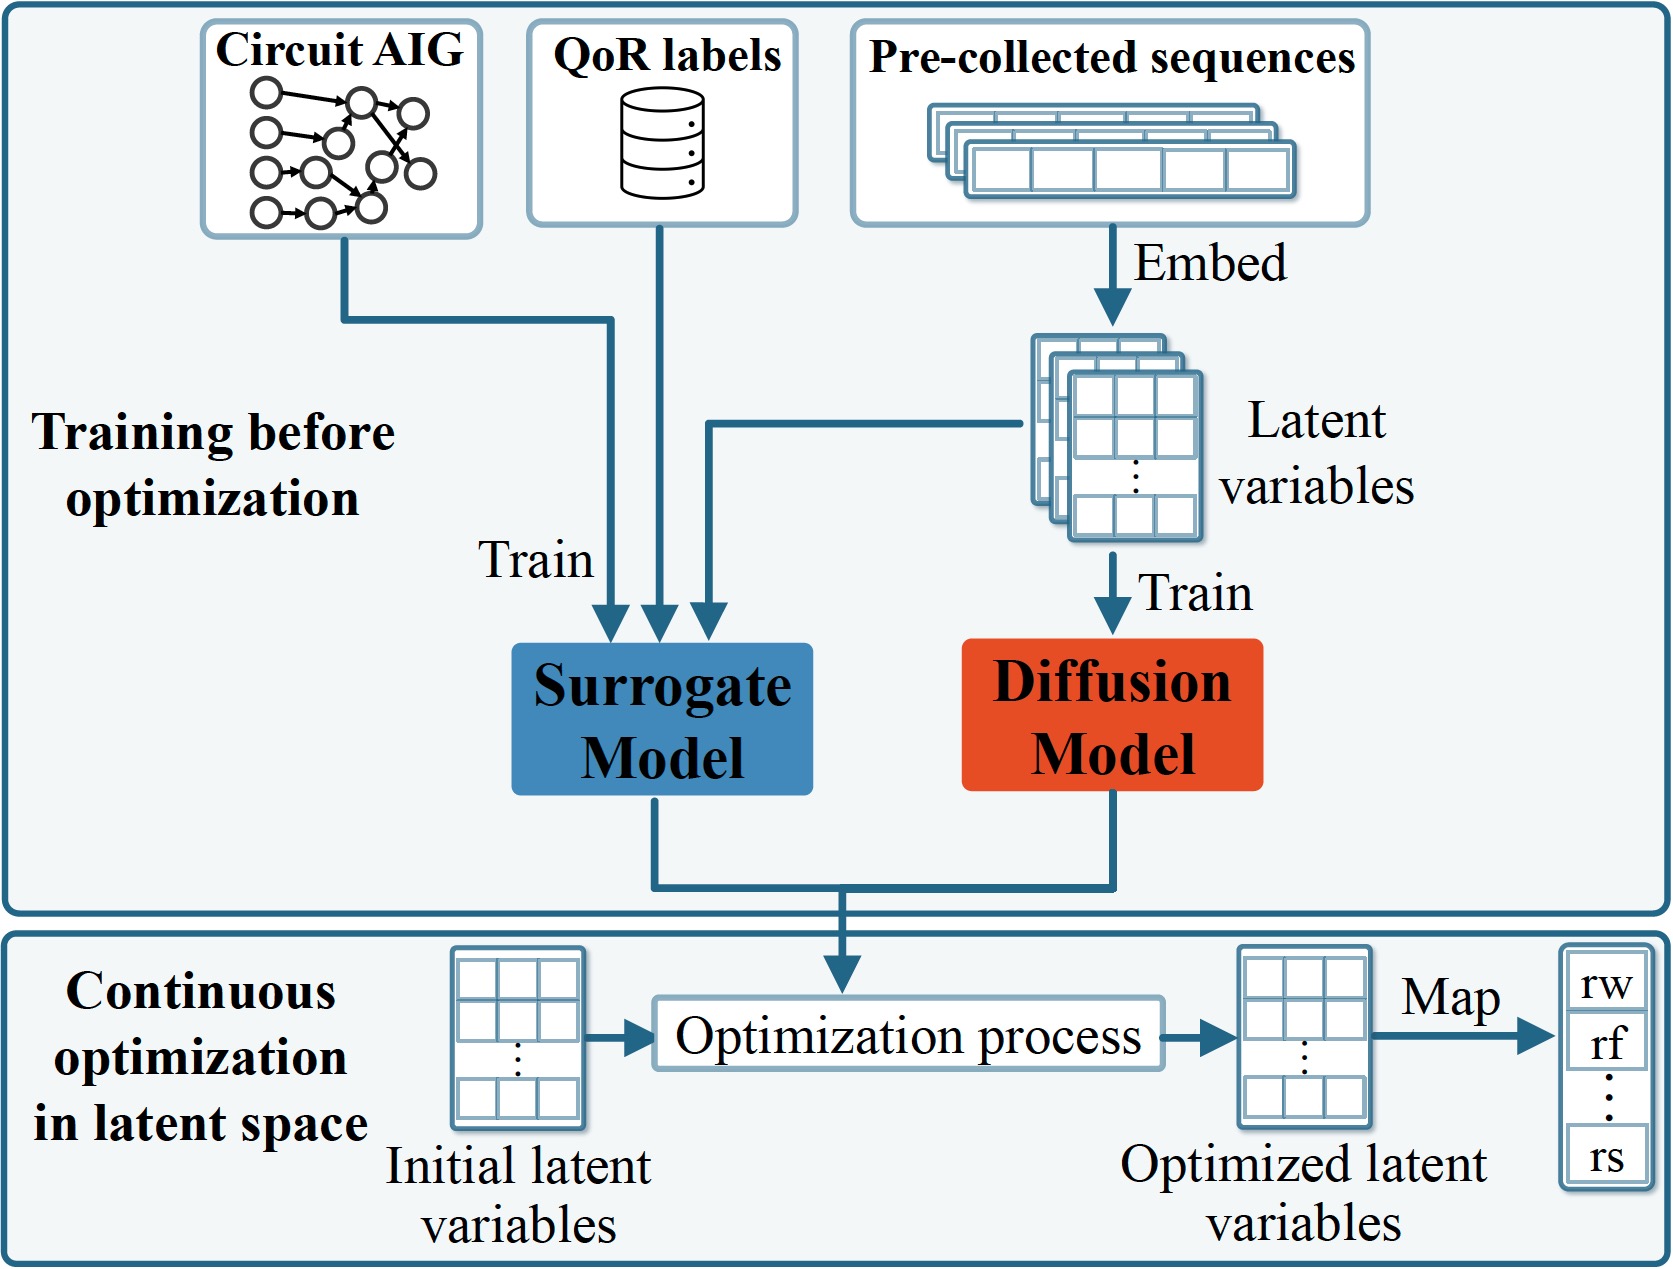 Circuit AIG
QoR labels
Pre-collected sequences
Embed
Training before
optimization
Latent
variables
Train
Train
Surrogate
Model
Diffusion
Model
Continuous
optimization
in latent space
Initial latent
variables
Optimization process
Optimized latent
variables
Map
rw
rf
rs